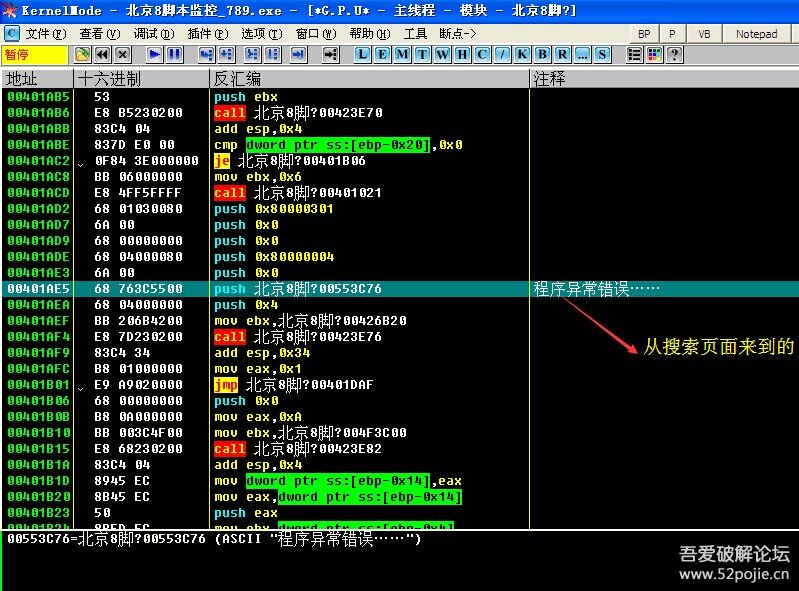 KernelMode - 北京8脚本监控_789.exe - [*G.P.U* - 主线程 - 模块 - 北京8脚?]
C 文件(F) 查看(V) 调试(D) 插件(P) 选项(T) 窗口(W) 帮助(H) 工具 断点-> BP P VB Notepad
暂停 L E M T W H C / K B R ... S ?
地址 十六进制 反汇编 注释
00401AB5 53 push ebx
00401AB6 E8 B5230200 call 北京8脚?00423E70
00401ABB 83C4 04 add esp,0x4
00401ABE 837D E0 00 cmp dword ptr ss:[ebp-0x20],0x0
00401AC2 0F84 3E000000 je 北京8脚?00401B06
00401AC8 BB 06000000 mov ebx,0x6
00401ACD E8 4FF5FFFF call 北京8脚?00401021
00401AD2 68 01030080 push 0x80000301
00401AD7 6A 00 push 0x0
00401AD9 68 00000000 push 0x0
00401ADE 68 04000080 push 0x80000004
00401AE3 6A 00 push 0x0
00401AE5 68 763C5500 push 北京8脚?00553C76 程序异常错误……
00401AEA 68 04000000 push 0x4
00401AEF BB 206B4200 mov ebx,北京8脚?00426B20
00401AF4 E8 7D230200 call 北京8脚?00423E76
00401AF9 83C4 34 add esp,0x34
00401AFC B8 01000000 mov eax,0x1
00401B01 E9 A9020000 jmp 北京8脚?00401DAF
00401B06 68 00000000 push 0x0
00401B0B B8 0A000000 mov eax,0xA
00401B10 BB 003C4F00 mov ebx,北京8脚?004F3C00
00401B15 E8 68230200 call 北京8脚?00423E82
00401B1A 83C4 04 add esp,0x4
00401B1D 8945 EC mov dword ptr ss:[ebp-0x14],eax
00401B20 8B45 EC mov eax,dword ptr ss:[ebp-0x14]
00401B23 50 push eax
00401B24 8B5D FC mov ebx,dword ptr ss:[ebp-0x4]
从搜索页面来到的
00553C76=北京8脚?00553C76 (ASCII "程序异常错误……")
吾爱破解论坛
www.52pojie.cn